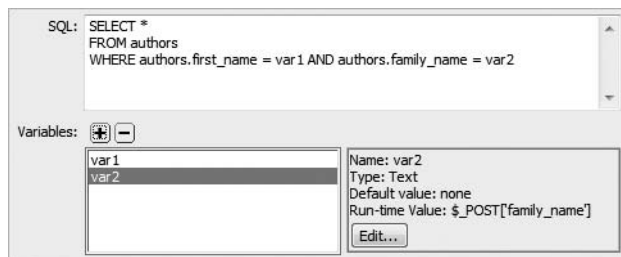 SQL: SELECT *
FROM authors
WHERE authors.first_name = var1 AND authors.family_name = var2
Variables:
var1
var2
Name: var2
Type: Text
Default value: none
Run-time Value: $_POST['family_name']
Edit...